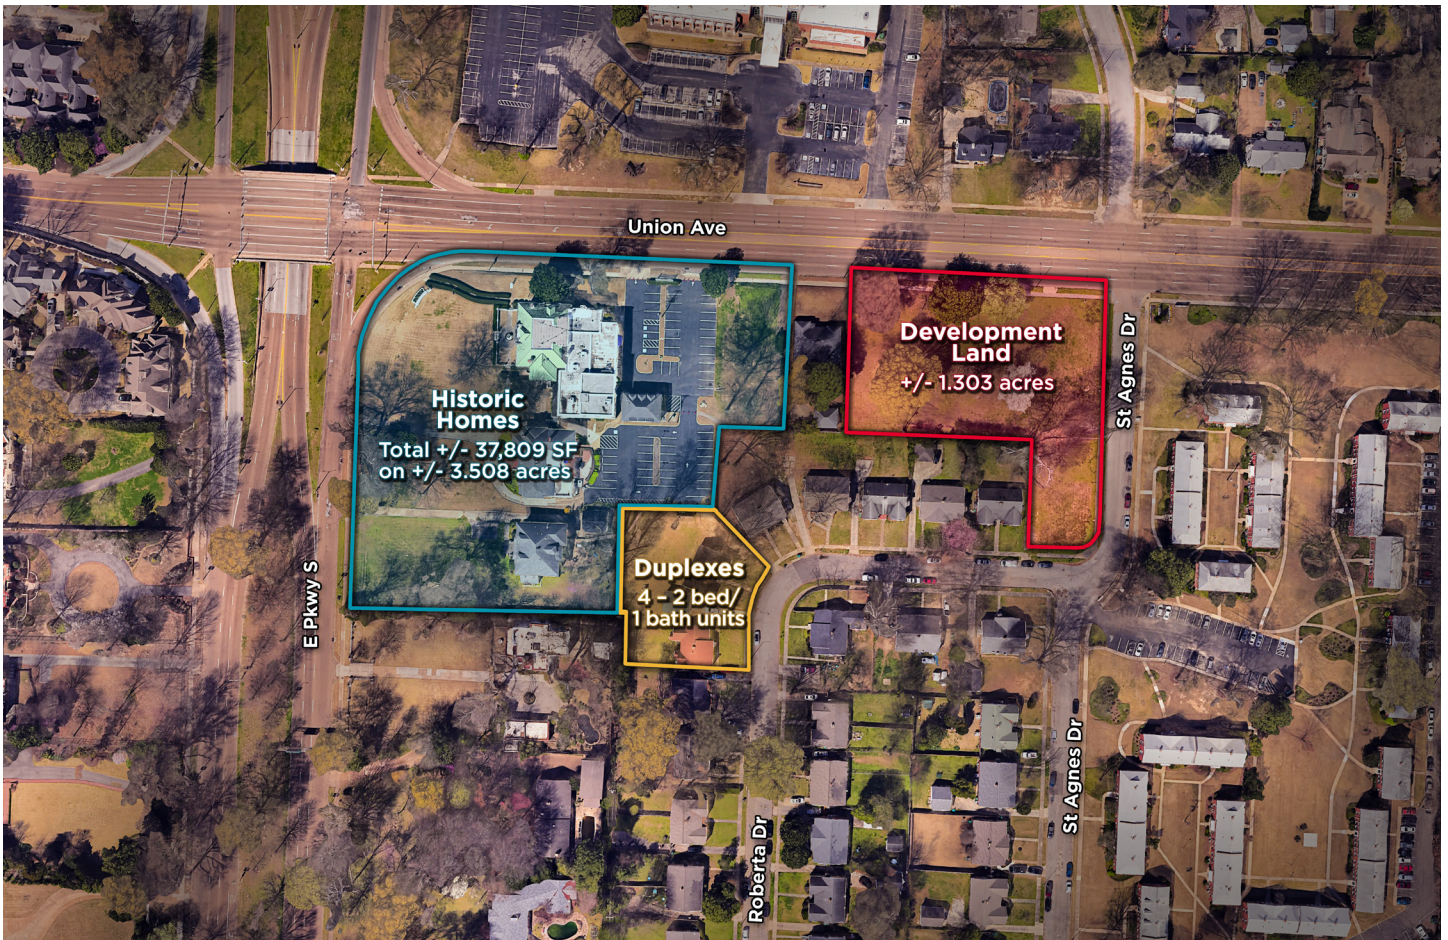 Union Ave
Development
Land
+/- 1.303 acres
St Agnes Dr
Historic
Homes
Total +/- 37,809 SF
on +/- 3.508 acres
E Pkwy S
Duplexes
4 – 2 bed/
1 bath units
St Agnes Dr
Roberta Dr